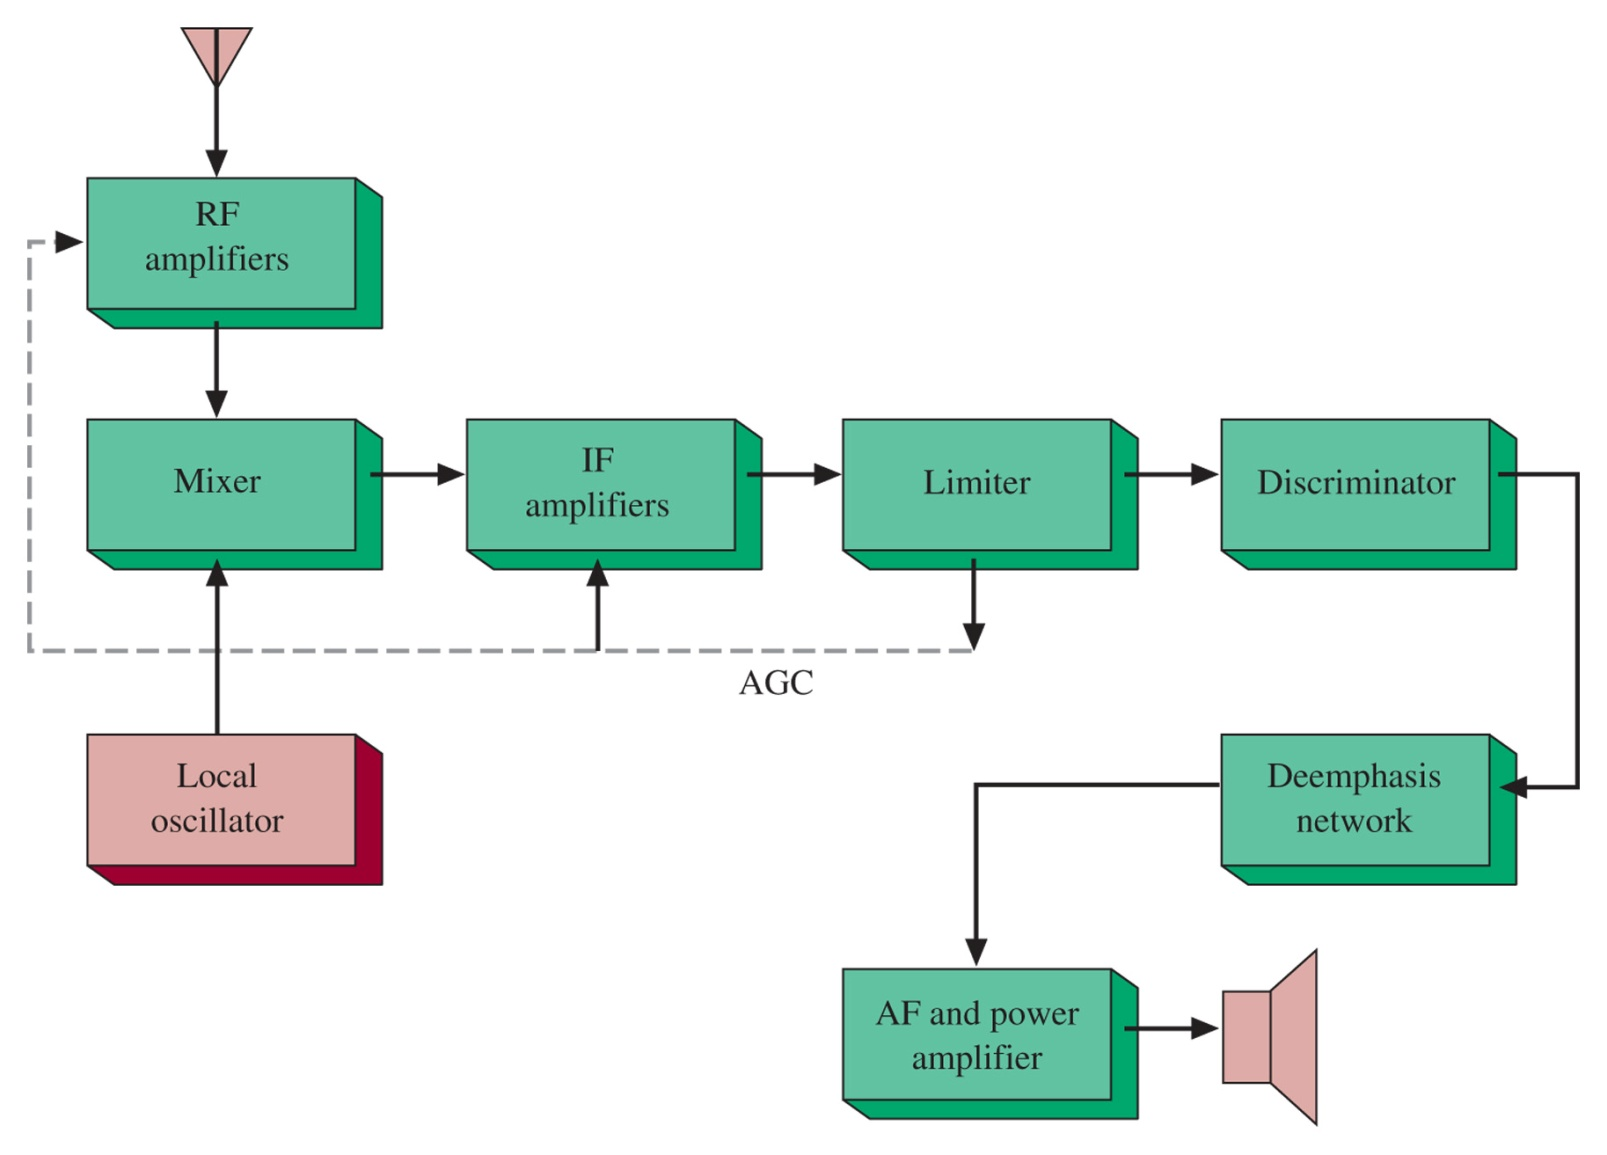 RF
amplifiers
Mixer
IF
amplifiers
Limiter
Discriminator
AGC
Local
oscillator
Deemphasis
network
AF and power
amplifier